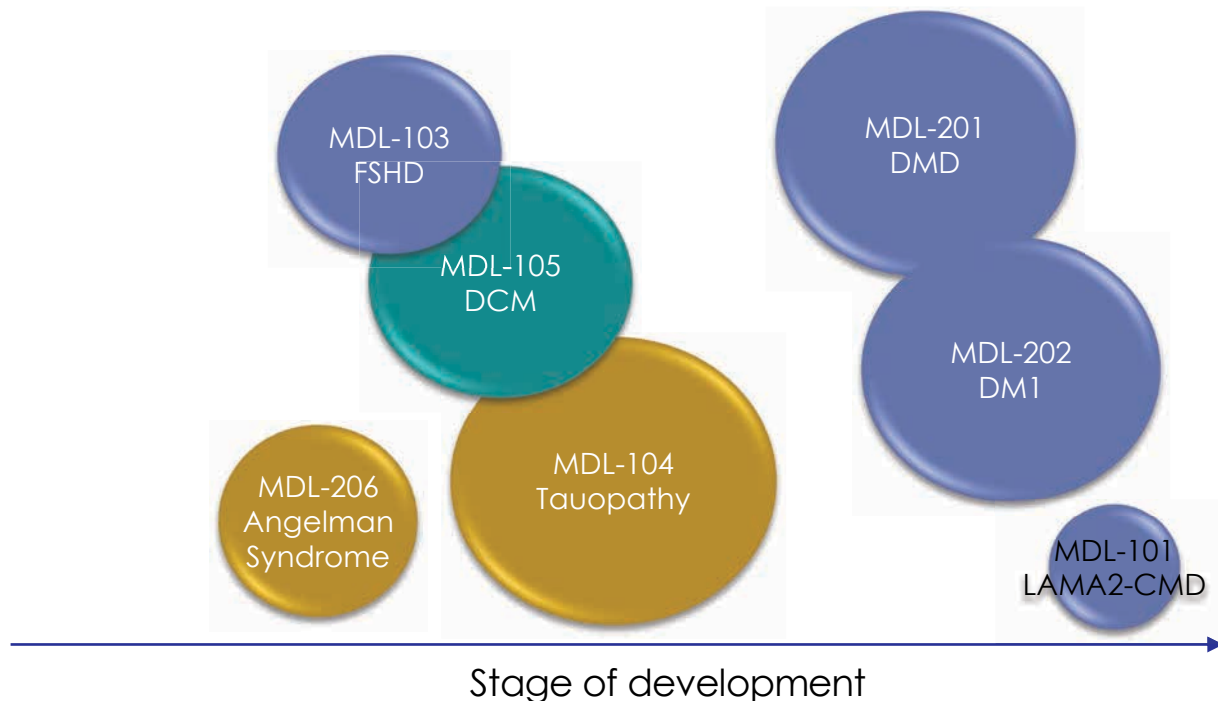 MDL-103
FSHD
MDL-201
DMD
MDL-105
DCM
MDL-202
DM1
MDL-104
Tauopathy
MDL-206
Angelman
Syndrome
MDL-101
LAMA2-CMD
Stage of development